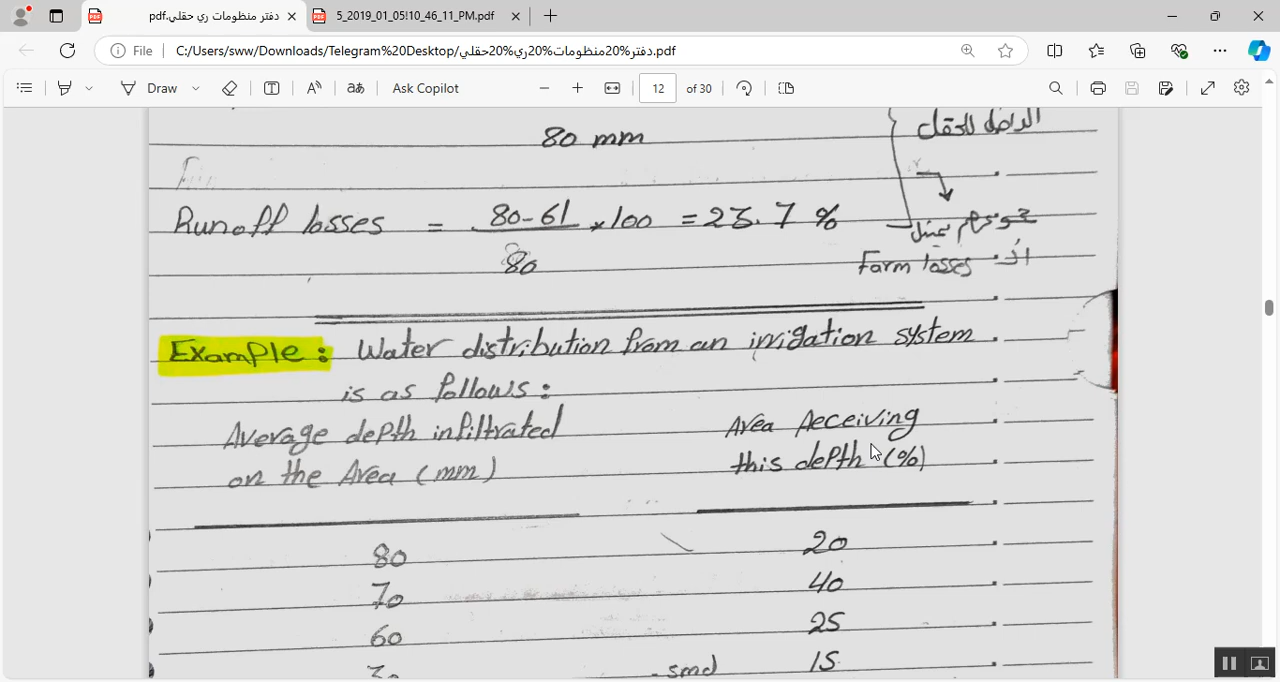 دفتر منظومات ري حقلي.pdf
5_2019_01_05!10_46_11_PM.pdf
File
C:/Users/sww/Downloads/Telegram%20Desktop/دفتر%20منظومات%20ري%20حقلي.pdf
Draw
Ask Copilot
12
of 30
80 mm
الداخل للحقل
Runoff losses = 80-61 / 80 *100 = 23.7 %
Farm losses
Example: Water distribution from an irrigation system
is as follows:
Average depth infiltrated
on the Area (mm)
Area Receiving
this depth (%)
80 20
70 40
60 25
15
smd